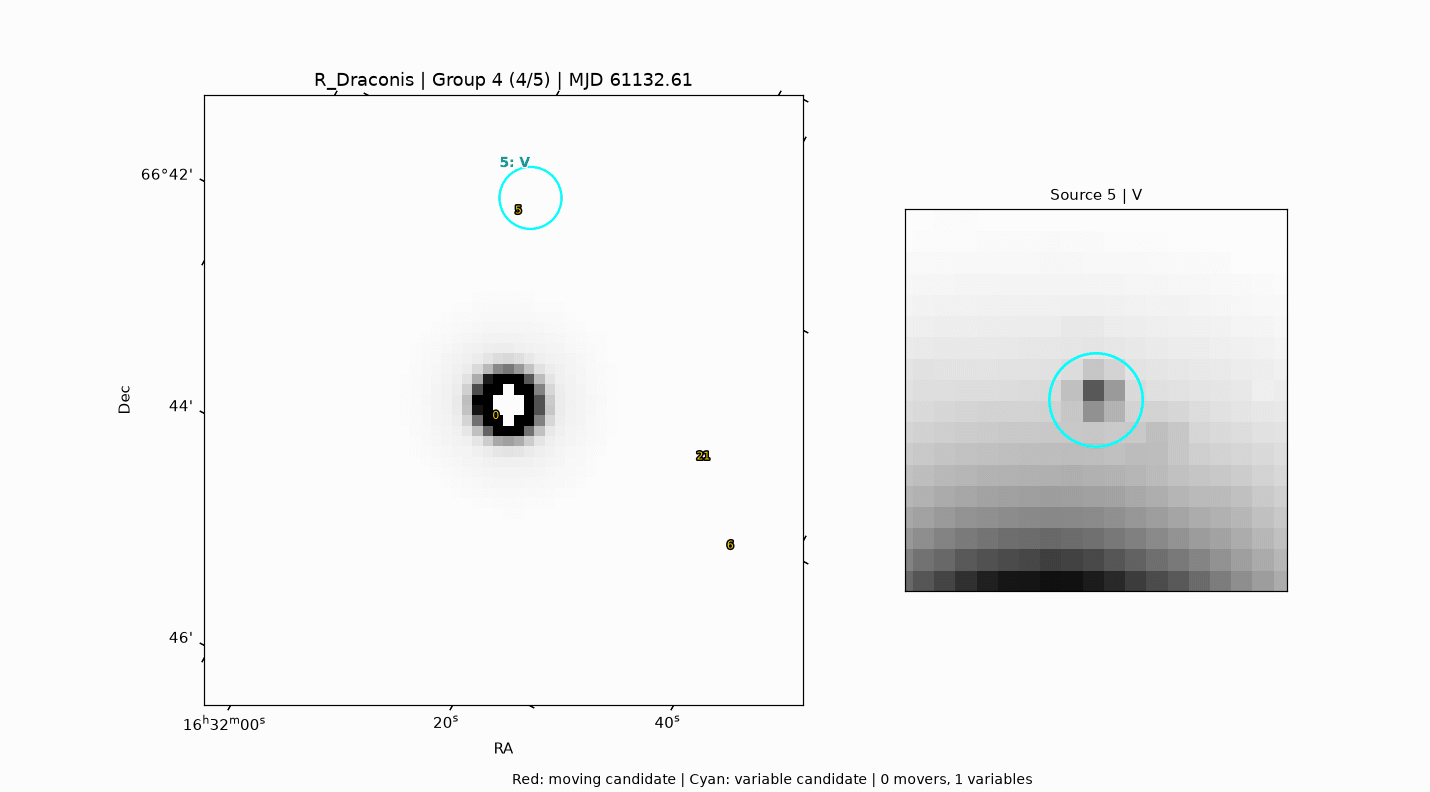 R_Draconis | Group 4 (4/5) | MJD 61132.61
5: V
5
66°42'
44'
46'
Dec
0
21
6
16h32m00s
20s
40s
RA
Source 5 | V
Red: moving candidate | Cyan: variable candidate | 0 movers, 1 variables